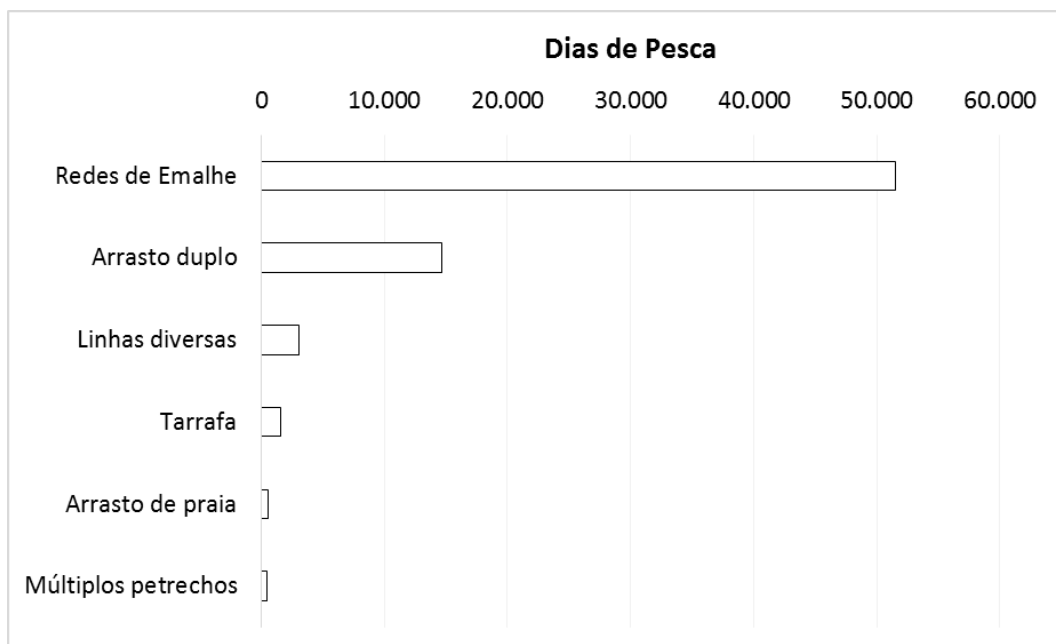 Dias de Pesca
0 10.000 20.000 30.000 40.000 50.000 60.000
Redes de Emalhe
Arrasto duplo
Linhas diversas
Tarrafa
Arrasto de praia
Múltiplos petrechos